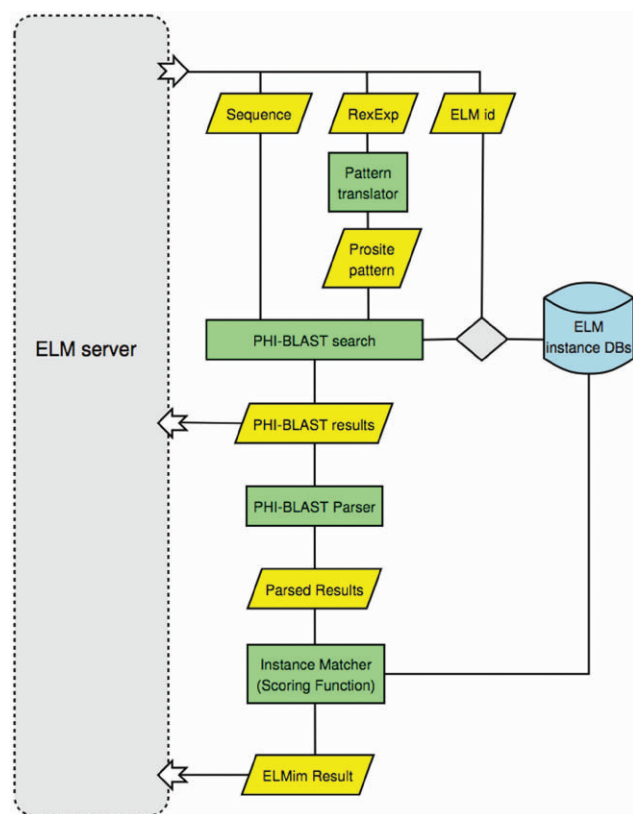 Sequence
RexExp
ELM id
Pattern
translator
Prosite
pattern
ELM server
PHI-BLAST search
ELM
instance DBs
PHI-BLAST results
PHI-BLAST Parser
Parsed Results
Instance Matcher
(Scoring Function)
ELMim Result